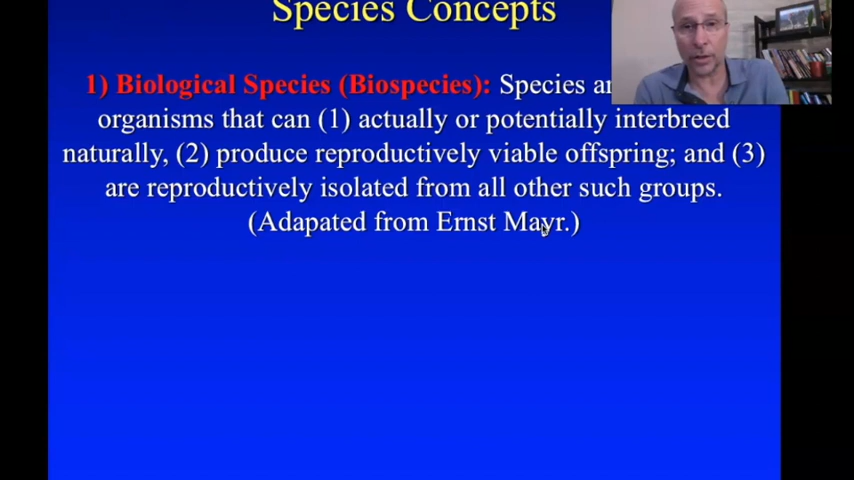 Species Concepts
1) Biological Species (Biospecies): Species
organisms that can (1) actually or potentially interbreed
naturally, (2) produce reproductively viable offspring; and (3)
are reproductively isolated from all other such groups.
(Adapated from Ernst Mayr.)